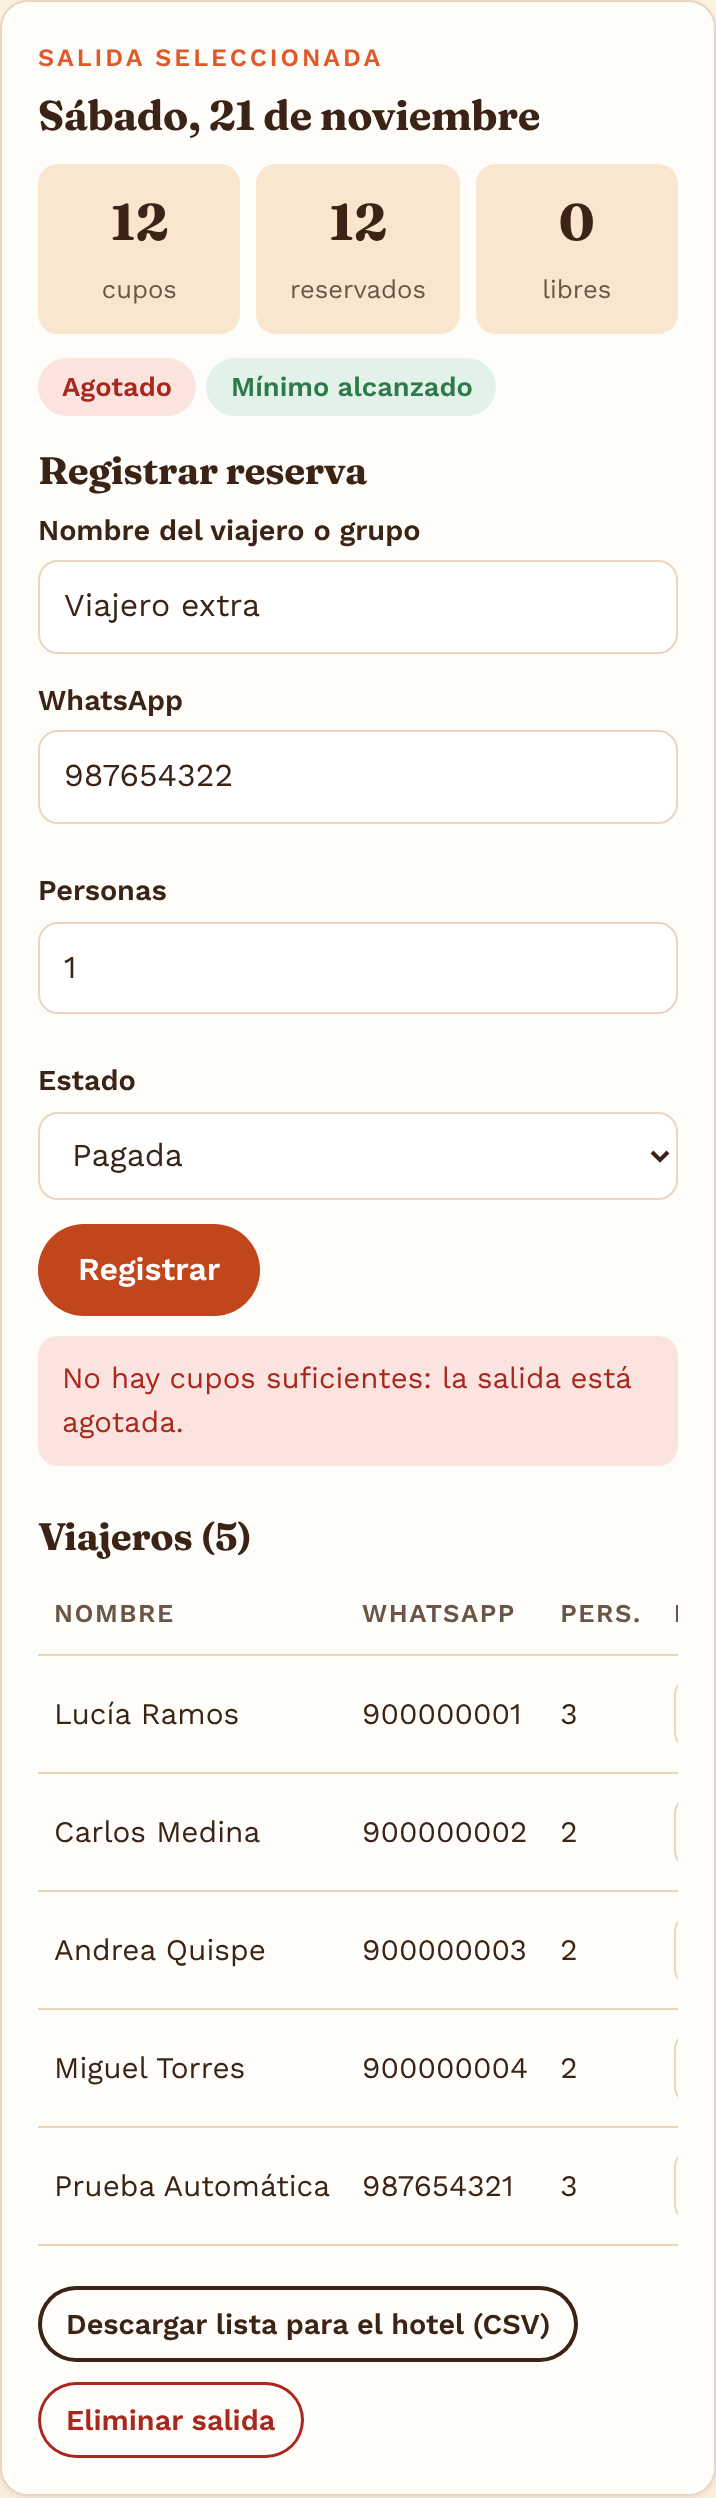 SALIDA SELECCIONADA
Sábado, 21 de noviembre
12
cupos
12
reservados
0
libres
Agotado
Mínimo alcanzado
Registrar reserva
Nombre del viajero o grupo
Viajero extra
WhatsApp
987654322
Personas
1
Estado
Pagada
Registrar
No hay cupos suficientes: la salida está
agotada.
Viajeros (5)
NOMBRE WHATSAPP PERS.
Lucía Ramos 900000001 3
Carlos Medina 900000002 2
Andrea Quispe 900000003 2
Miguel Torres 900000004 2
Prueba Automática 987654321 3
Descargar lista para el hotel (CSV)
Eliminar salida